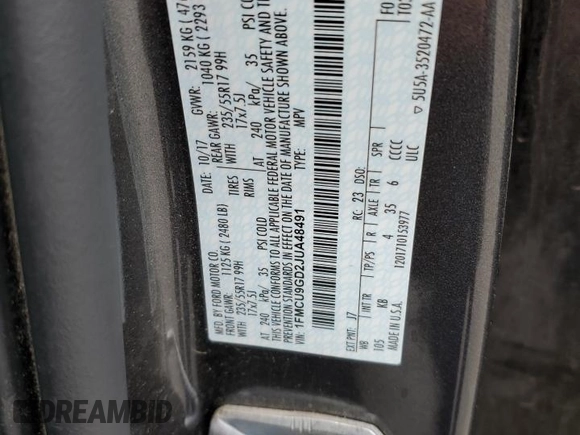 MFD. BY FORD MOTOR CO.
DATE: 10/17
GVWR: 2159 KG
FRONT GAWR: 1125 KG (2480 LB)
REAR GAWR: 1040 KG (2293
235/55R17 99H
TIRES WITH 235/55R17 99H
17x7.5J
RIMS 17x7.5J
AT 240 kPa/ 35 PSI COLD
AT 240 kPa/ 35 PSI CO
THIS VEHICLE CONFORMS TO ALL APPLICABLE FEDERAL MOTOR VEHICLE SAFETY AND T
PREVENTION STANDARDS IN EFFECT ON THE DATE OF MANUFACTURE SHOWN ABOVE.
VIN: 1FMCU9GD2JUA48491
TYPE: MPV
EXT PNT: J7 RC: 23 DSO:
WB INT TR TP/PS R AXLE TR SPR
105 KB 4 35 6 CCCC
MADE IN U.S.A. 1201710153977 ULC
5U5A-3520472-AA
DREAMBID